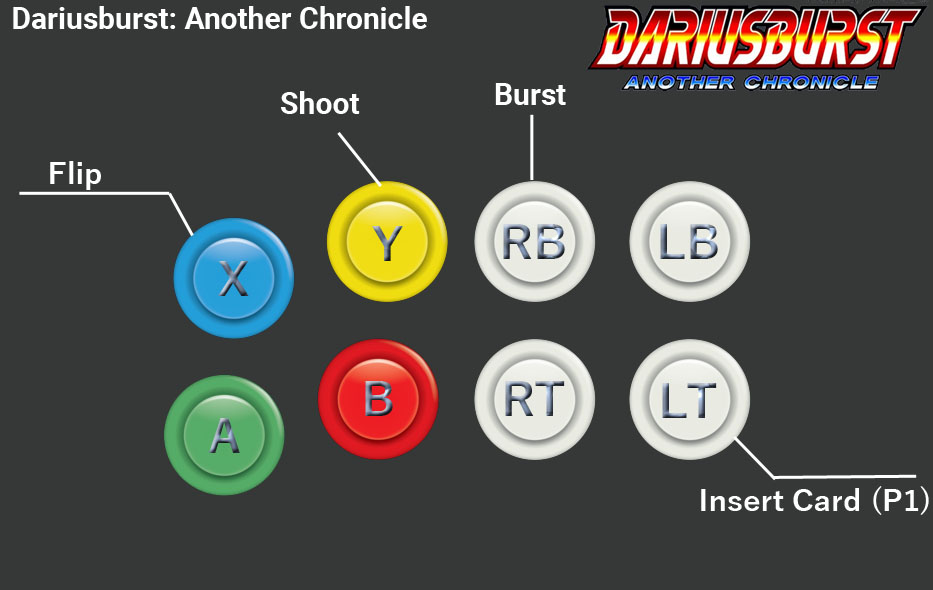 Dariusburst: Another Chronicle
DARIUSBURST
ANOTHER CHRONICLE
Shoot
Burst
Flip
X
Y
RB
LB
A
B
RT
LT
Insert Card (P1)